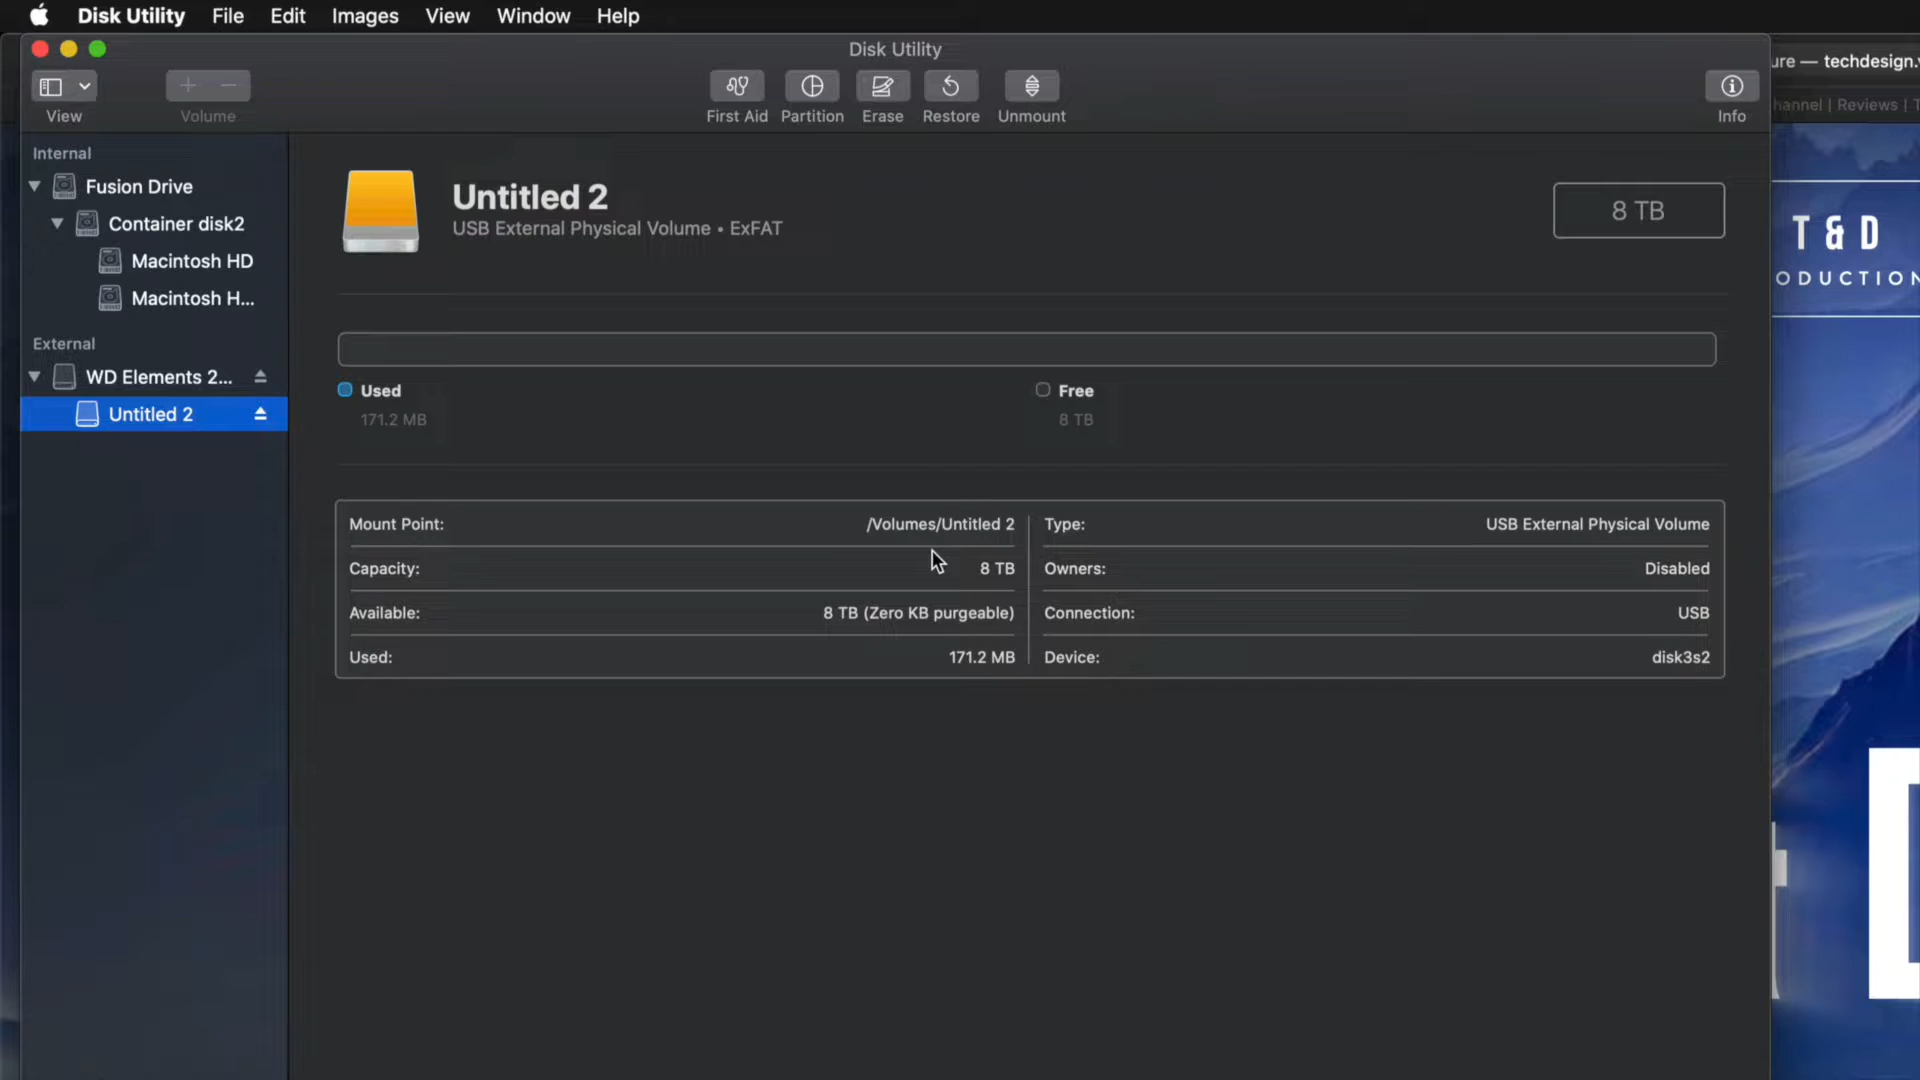 Disk Utility File Edit Images View Window Help
Disk Utility
View
Volume
First Aid
Partition
Erase
Restore
Unmount
Info
— techdesign.
| Reviews |
Internal
Fusion Drive
Container disk2
Macintosh HD
Macintosh H...
External
WD Elements 2...
Untitled 2
Untitled 2
USB External Physical Volume • ExFAT
8 TB
T & D
Used
171.2 MB
Free
8 TB
Mount Point: /Volumes/Untitled 2
Capacity: 8 TB
Available: 8 TB (Zero KB purgeable)
Used: 171.2 MB
Type: USB External Physical Volume
Owners: Disabled
Connection: USB
Device: disk3s2